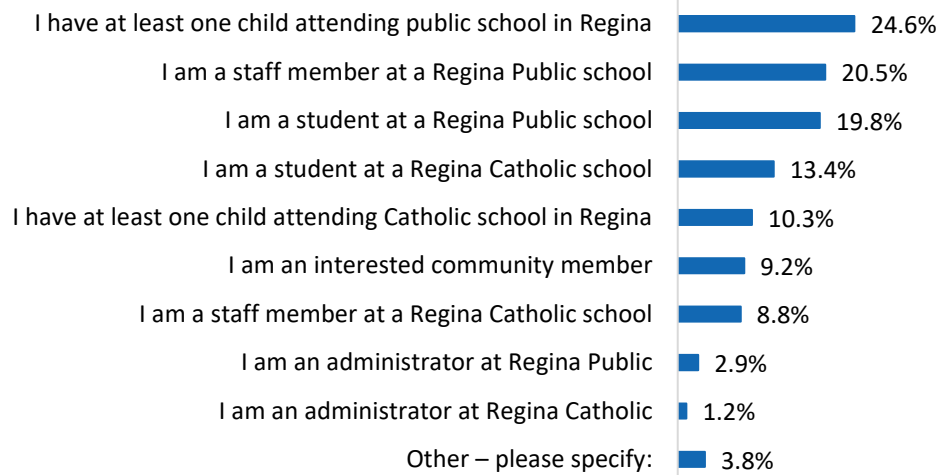 I have at least one child attending public school in Regina 24.6%
I am a staff member at a Regina Public school 20.5%
I am a student at a Regina Public school 19.8%
I am a student at a Regina Catholic school 13.4%
I have at least one child attending Catholic school in Regina 10.3%
I am an interested community member 9.2%
I am a staff member at a Regina Catholic school 8.8%
I am an administrator at Regina Public 2.9%
I am an administrator at Regina Catholic 1.2%
Other – please specify: 3.8%